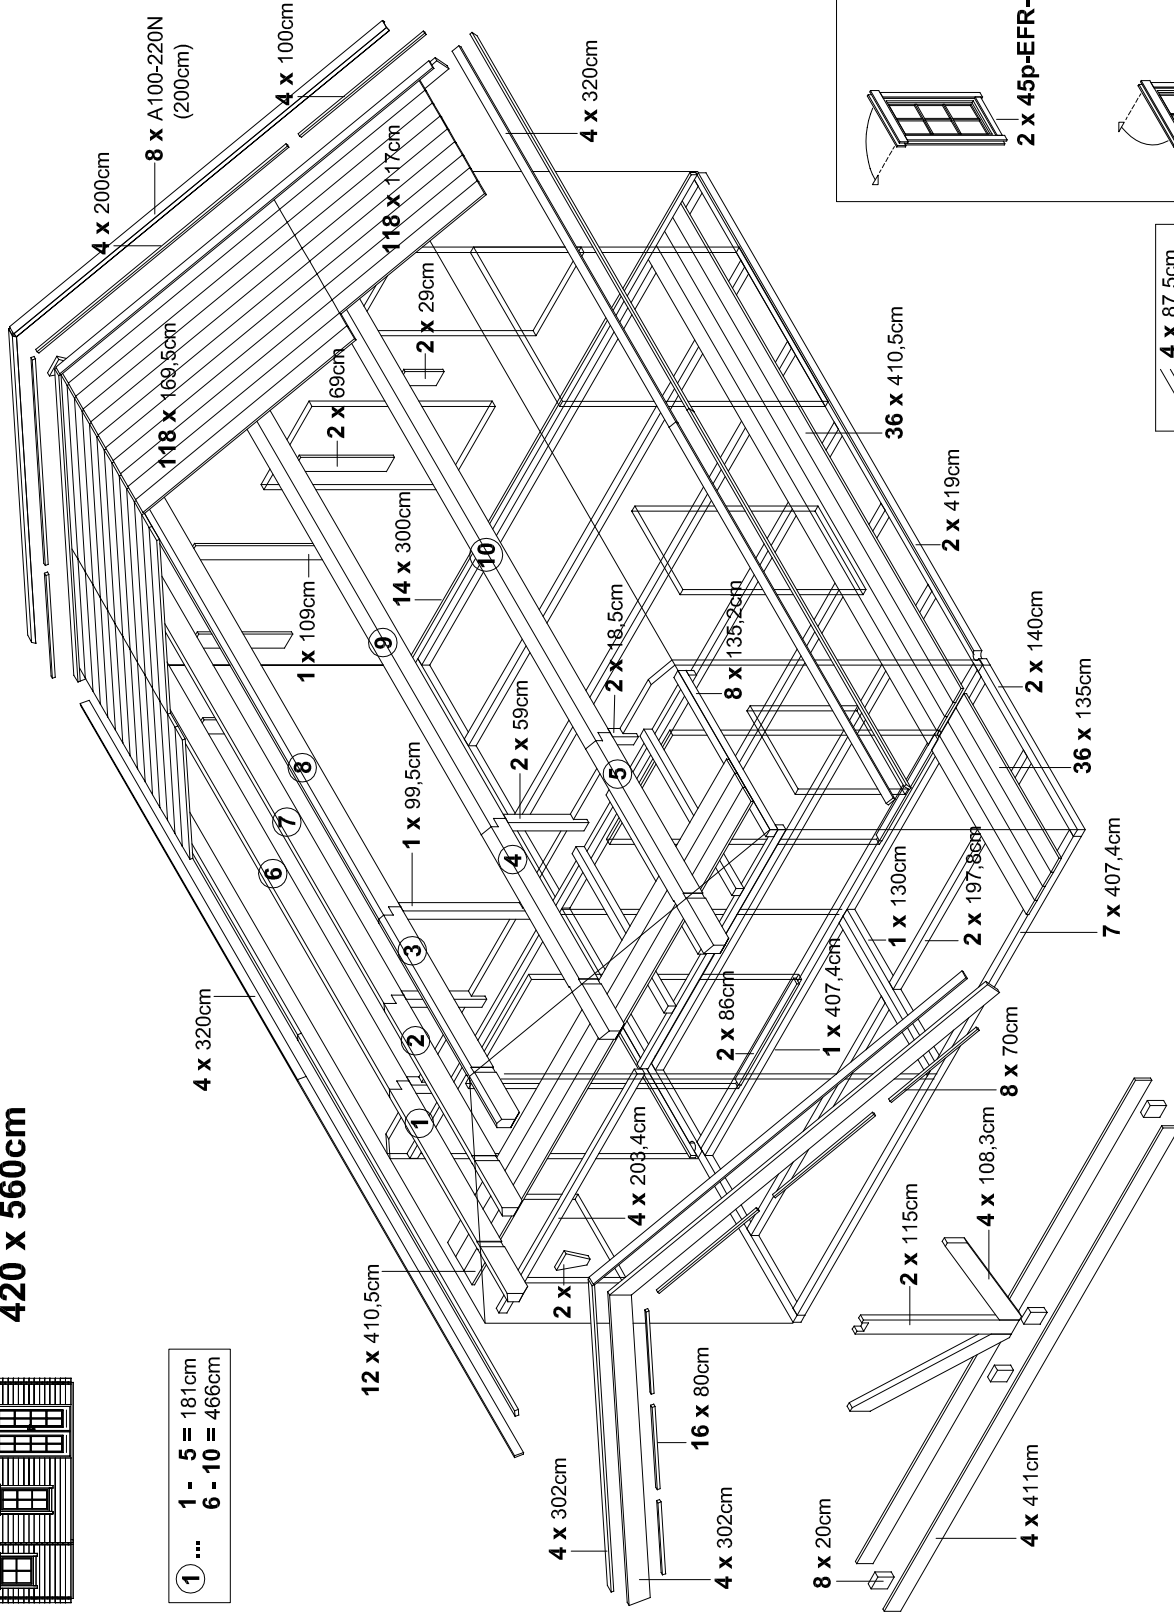 420 x 560cm
1 ... 1 - 5 = 181cm
6 - 10 = 466cm
4 x 200cm
8 x A100-220N
(200cm)
4 x 100cm
4 x 320cm
118 x 169,5cm
118 x 117cm
2 x 29cm
2 x 69cm
1 x 109cm
14 x 300cm
36 x 410,5cm
2 x 419cm
2 x 140cm
36 x 135cm
7 x 407,4cm
4 x 320cm
1 x 99,5cm
2 x 59cm
2 x 18,5cm
8 x 135,2cm
1 x 130cm
2 x 197,8cm
1 x 407,4cm
2 x 86cm
8 x 70cm
4 x 203,4cm
2 x
12 x 410,5cm
1
2
3
4
5
6
7
8
9
10
16 x 80cm
4 x 302cm
4 x 302cm
8 x 20cm
4 x 411cm
2 x 115cm
4 x 108,3cm
2 x 45p-EFR-
4 x 87,5cm